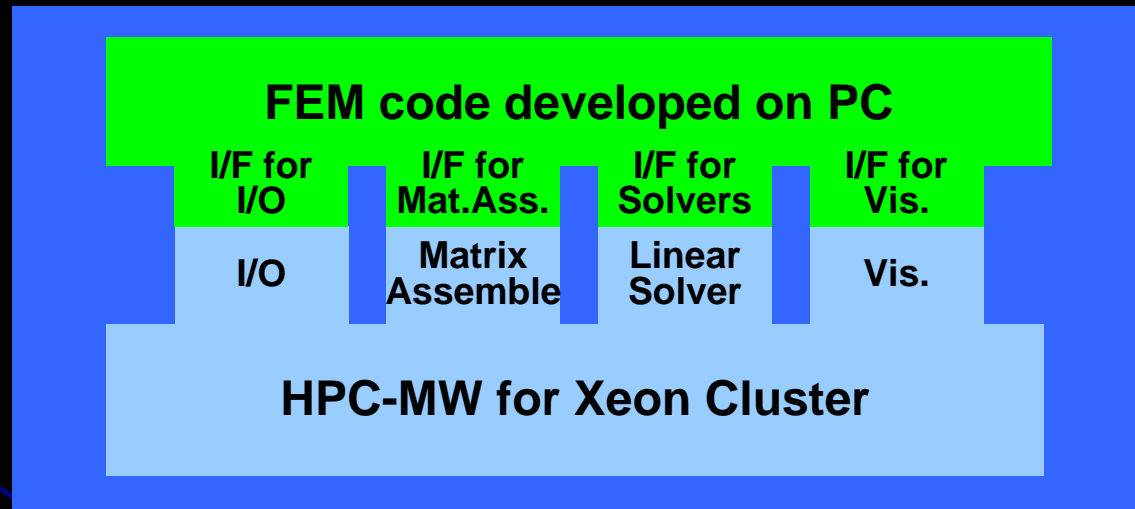 FEM code developed on PC
I/F for I/F for I/F for I/F for
I/O Mat.Ass. Solvers Vis.
I/O Matrix Assemble Linear Solver Vis.
HPC-MW for Xeon Cluster